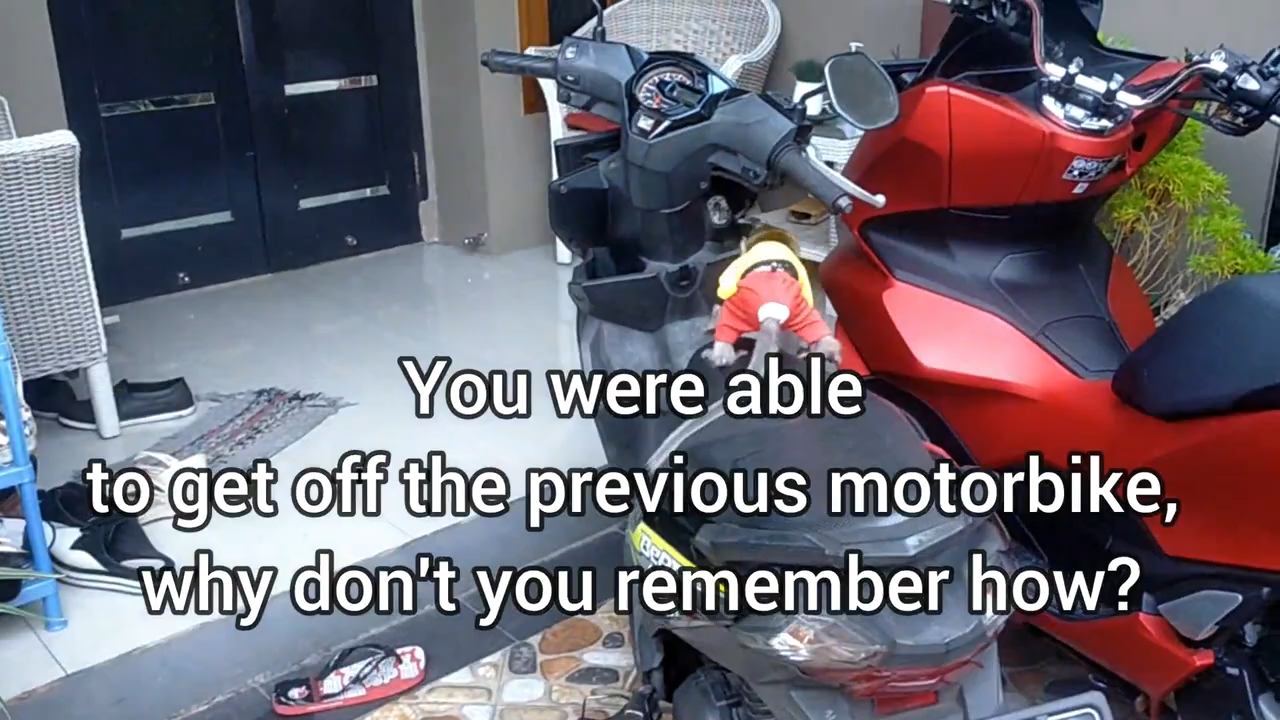 You were able
to get off the previous motorbike,
why don't you remember how?